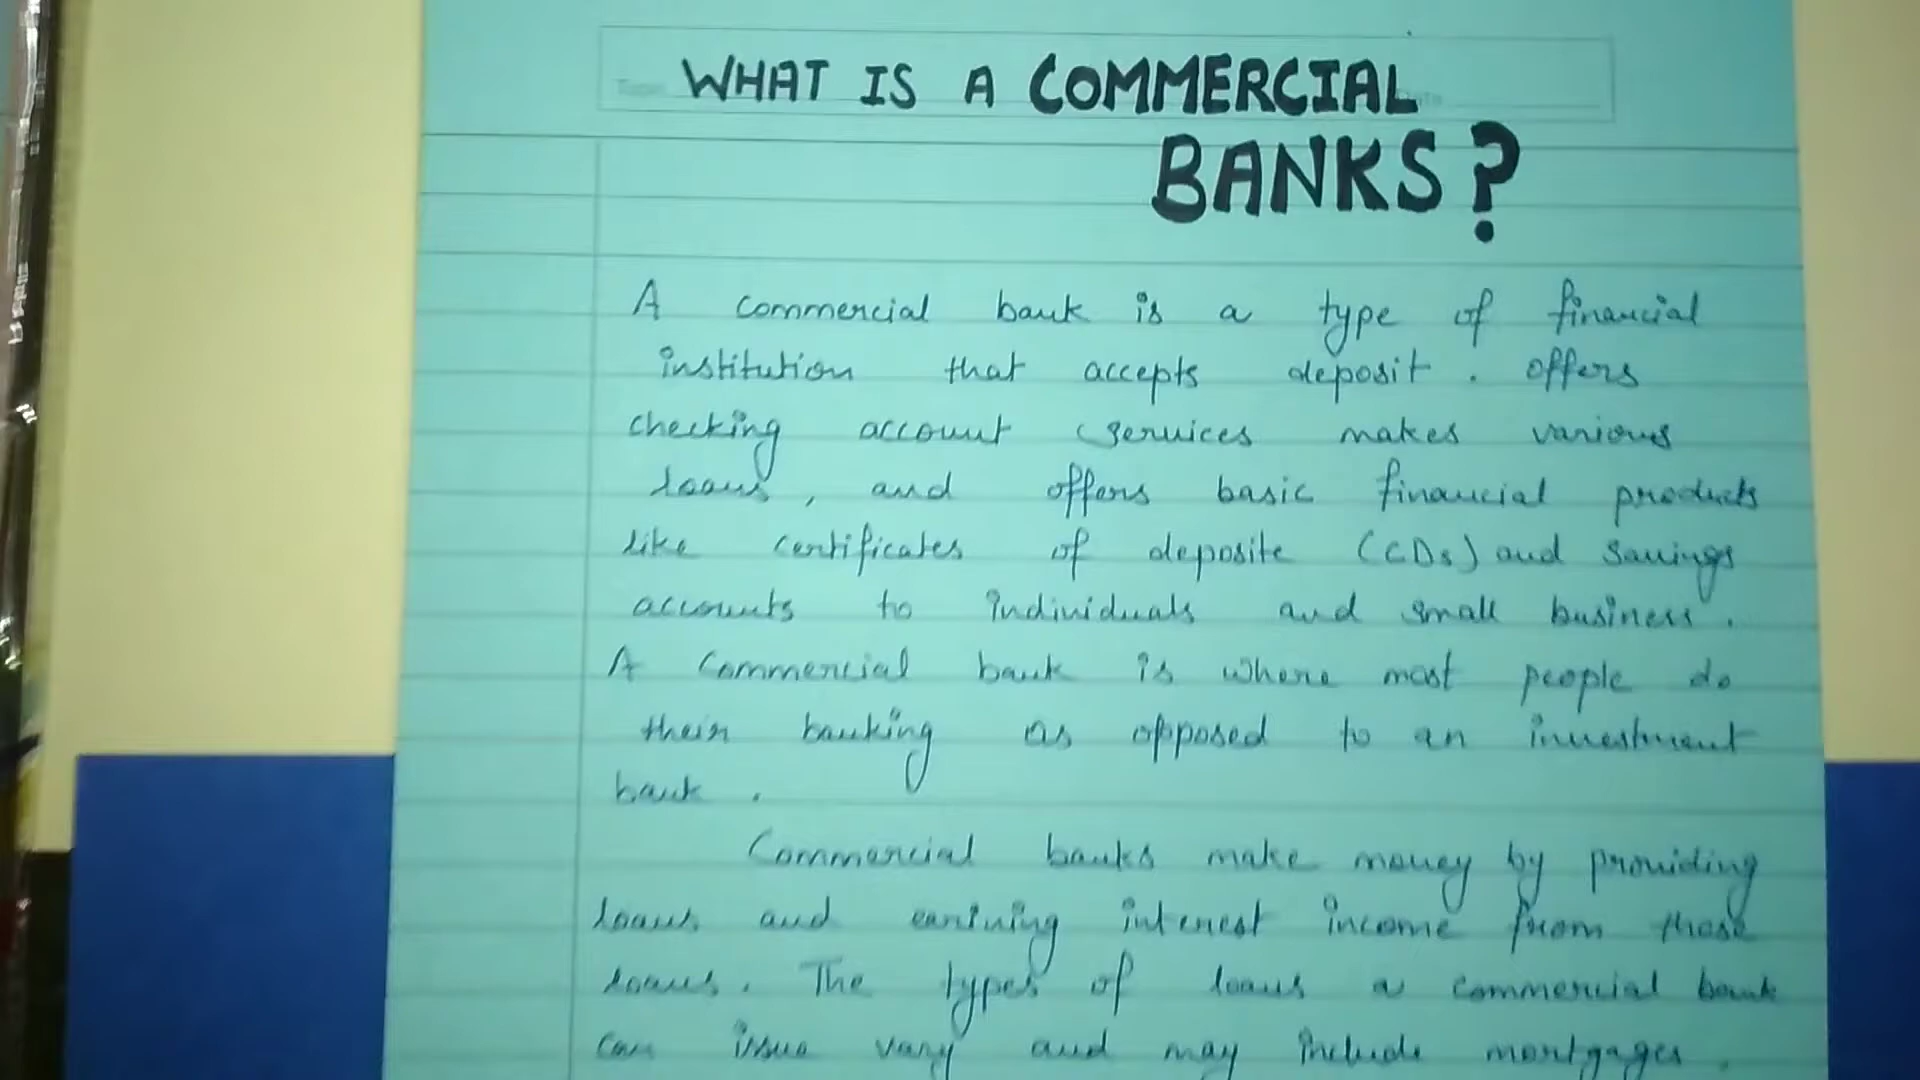 WHAT IS A COMMERCIAL
BANKS?
A commercial bank is a type of financial
institution that accepts deposit. offers
checking account services makes various
loans, and offers basic financial products
like certificates of deposite (CDs) and savings
accounts to individuals and small business.
A Commercial bank is where most people do
their banking as opposed to an investment
bank.
Commercial banks make money by providing
loans and earining interest income from those
loans. The types of loans a commercial bank
can issue vary and may include mortgages.